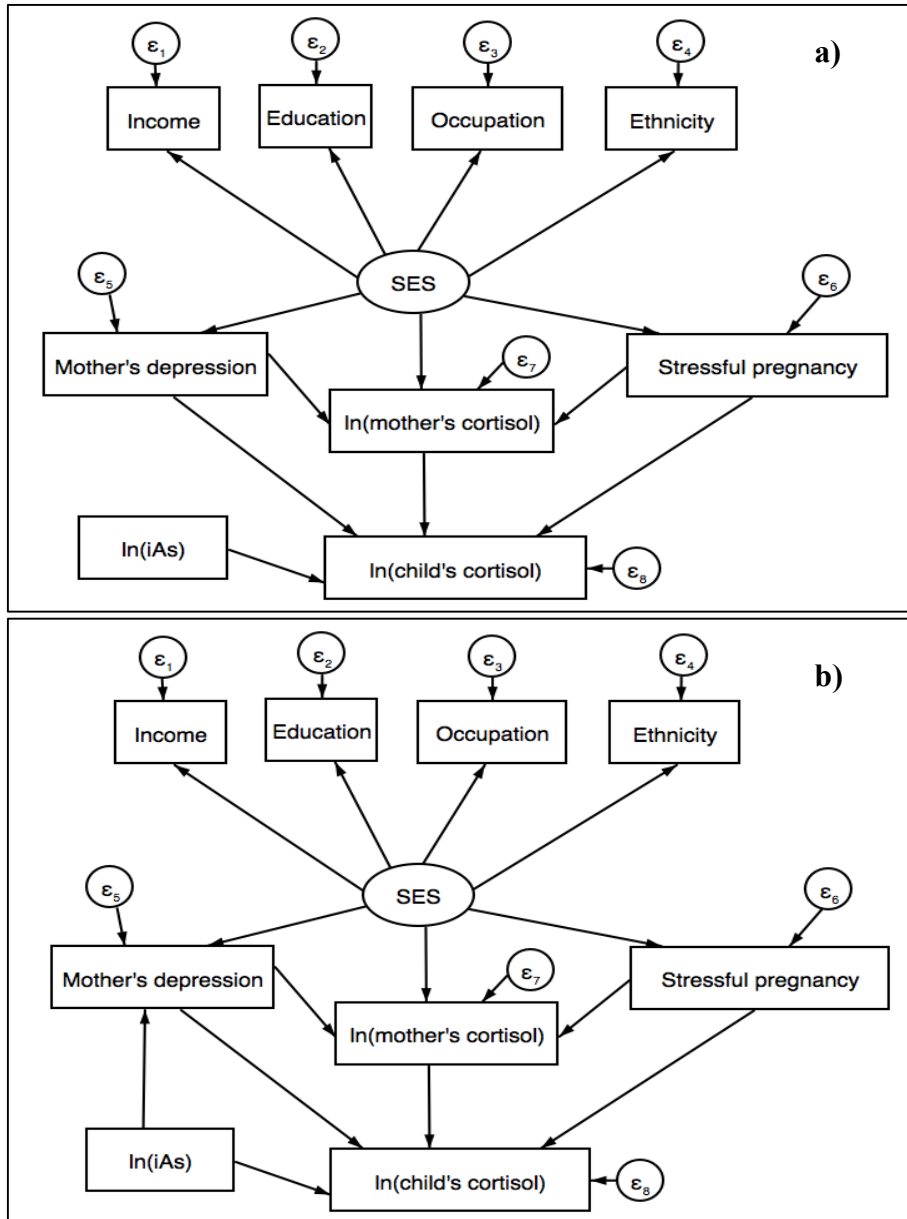 ε1
ε2
ε3
ε4
a)
Income
Education
Occupation
Ethnicity
ε5
SES
ε6
Mother's depression
ε7
Stressful pregnancy
ln(mother's cortisol)
ln(iAs)
ln(child's cortisol)
ε8
ε1
ε2
ε3
ε4
b)
Income
Education
Occupation
Ethnicity
ε5
SES
ε6
Mother's depression
ε7
Stressful pregnancy
ln(mother's cortisol)
ln(iAs)
ln(child's cortisol)
ε8